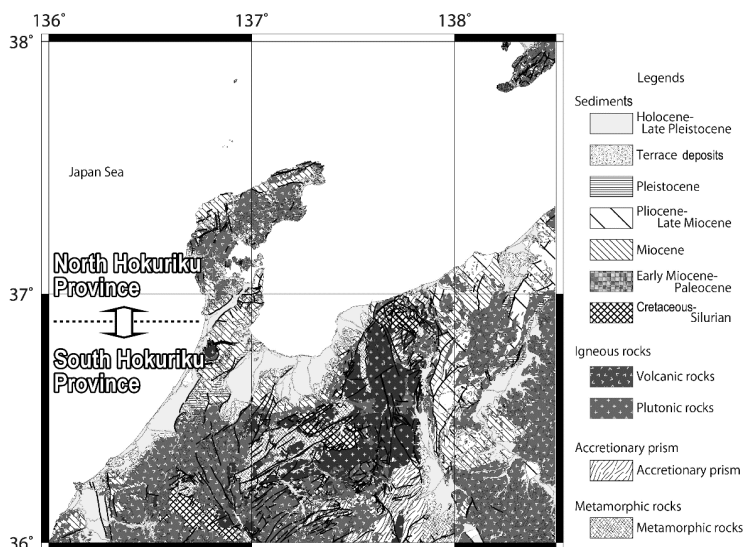 136° 137° 138°
38°
Japan Sea
North Hokuriku
Province
37°
South Hokuriku
Province
36°
Legends
Sediments
Holocene-
Late Pleistocene
Terrace deposits
Pleistocene
Pliocene-
Late Miocene
Miocene
Early Miocene-
Paleocene
Cretaceous-
Silurian
Igneous rocks
Volcanic rocks
Plutonic rocks
Accretionary prism
Accretionary prism
Metamorphic rocks
Metamorphic rocks